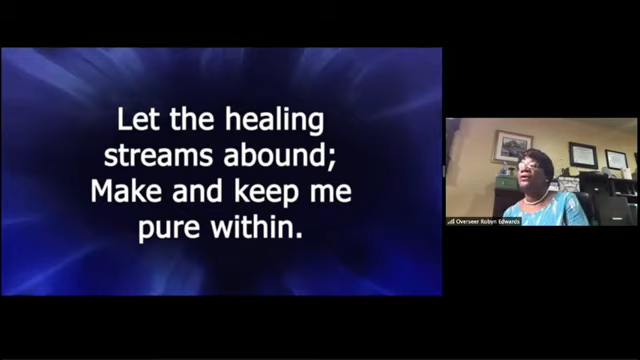 Let the healing
streams abound;
Make and keep me
pure within.
Overseer Robyn Edwards